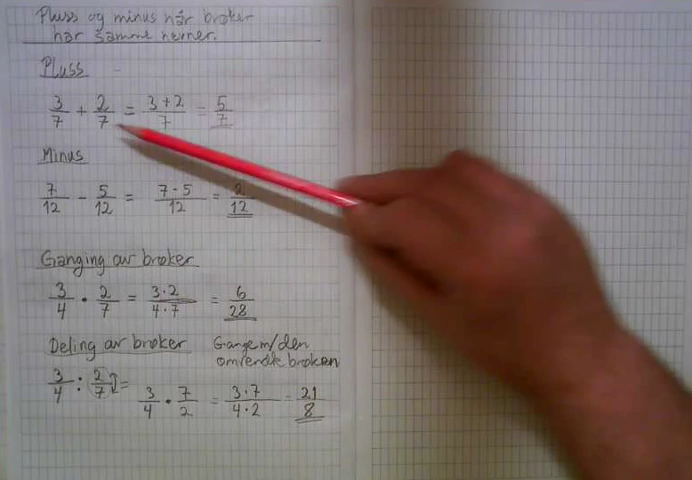 Pluss og minus når brøker
har samme nevner.
Pluss
3/7 + 2/7 = 3+2/7 = 5/7
Minus
7/12 - 5/12 = 7-5/12 = 2/12
Ganging av brøker
3/4 · 2/7 = 3·2/4·7 = 6/28
Deling av brøker Gange m/den
omvendte brøken
3/4 : 2/7 = 3/4 · 7/2 = 3·7/4·2 = 21/8